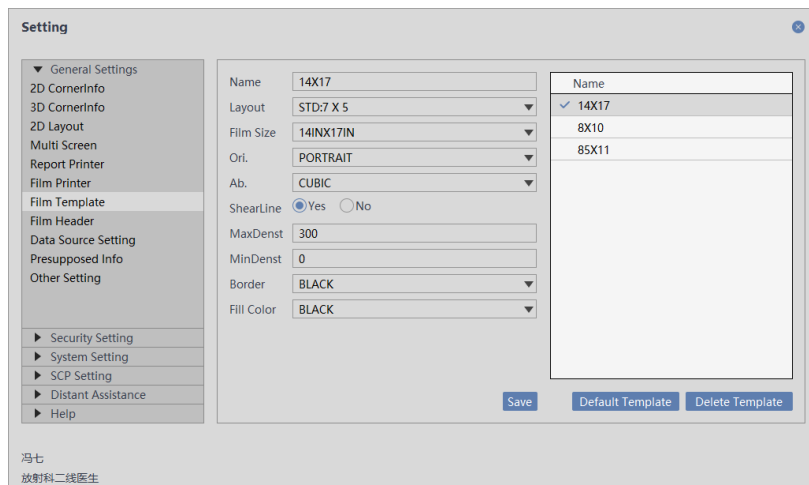 Setting
General Settings
2D CornerInfo
3D CornerInfo
2D Layout
Multi Screen
Report Printer
Film Printer
Film Template
Film Header
Data Source Setting
Presupposed Info
Other Setting
Security Setting
System Setting
SCP Setting
Distant Assistance
Help
Name 14X17
Layout STD:7 X 5
Film Size 14INX17IN
Ori. PORTRAIT
Ab. CUBIC
ShearLine Yes No
MaxDenst 300
MinDenst 0
Border BLACK
Fill Color BLACK
Save
Name
14X17
8X10
85X11
Default Template Delete Template
冯七
放射科二线医生